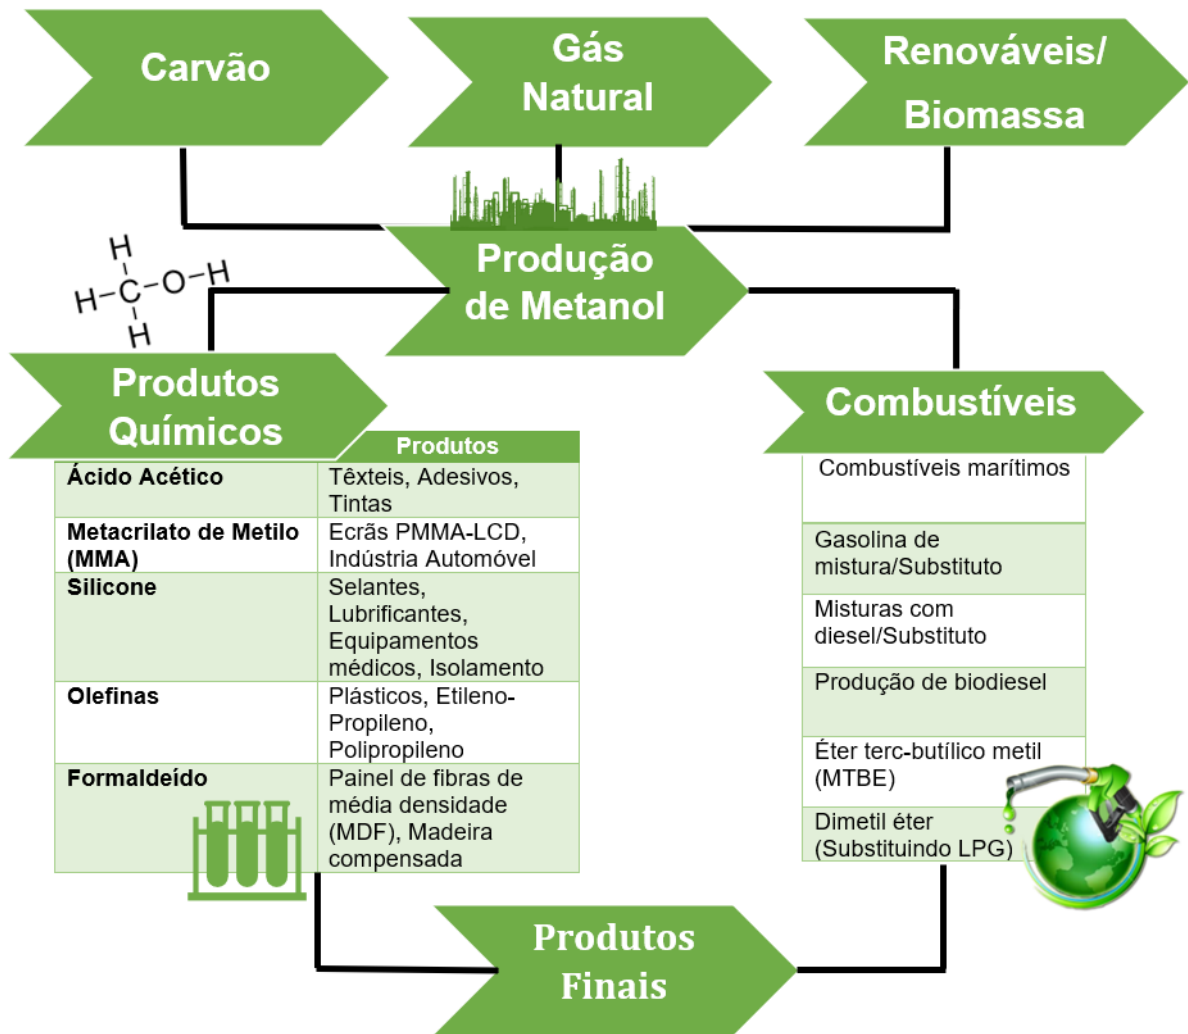 Carvão
Gás
Natural
Renováveis/
Biomassa
Produção
de Metanol
H
H-C-O-H
H
Produtos
Químicos
Produtos
Ácido Acético
Têxteis, Adesivos,
Tintas
Metacrilato de Metilo
(MMA)
Ecrãs PMMA-LCD,
Indústria Automóvel
Silicone
Selantes,
Lubrificantes,
Equipamentos
médicos, Isolamento
Olefinas
Plásticos, Etileno-
Propileno,
Polipropileno
Formaldeído
Painel de fibras de
média densidade
(MDF), Madeira
compensada
Combustíveis
Combustíveis marítimos
Gasolina de
mistura/Substituto
Misturas com
diesel/Substituto
Produção de biodiesel
Éter terc-butílico metil
(MTBE)
Dimetil éter
(Substituindo LPG)
Produtos
Finais